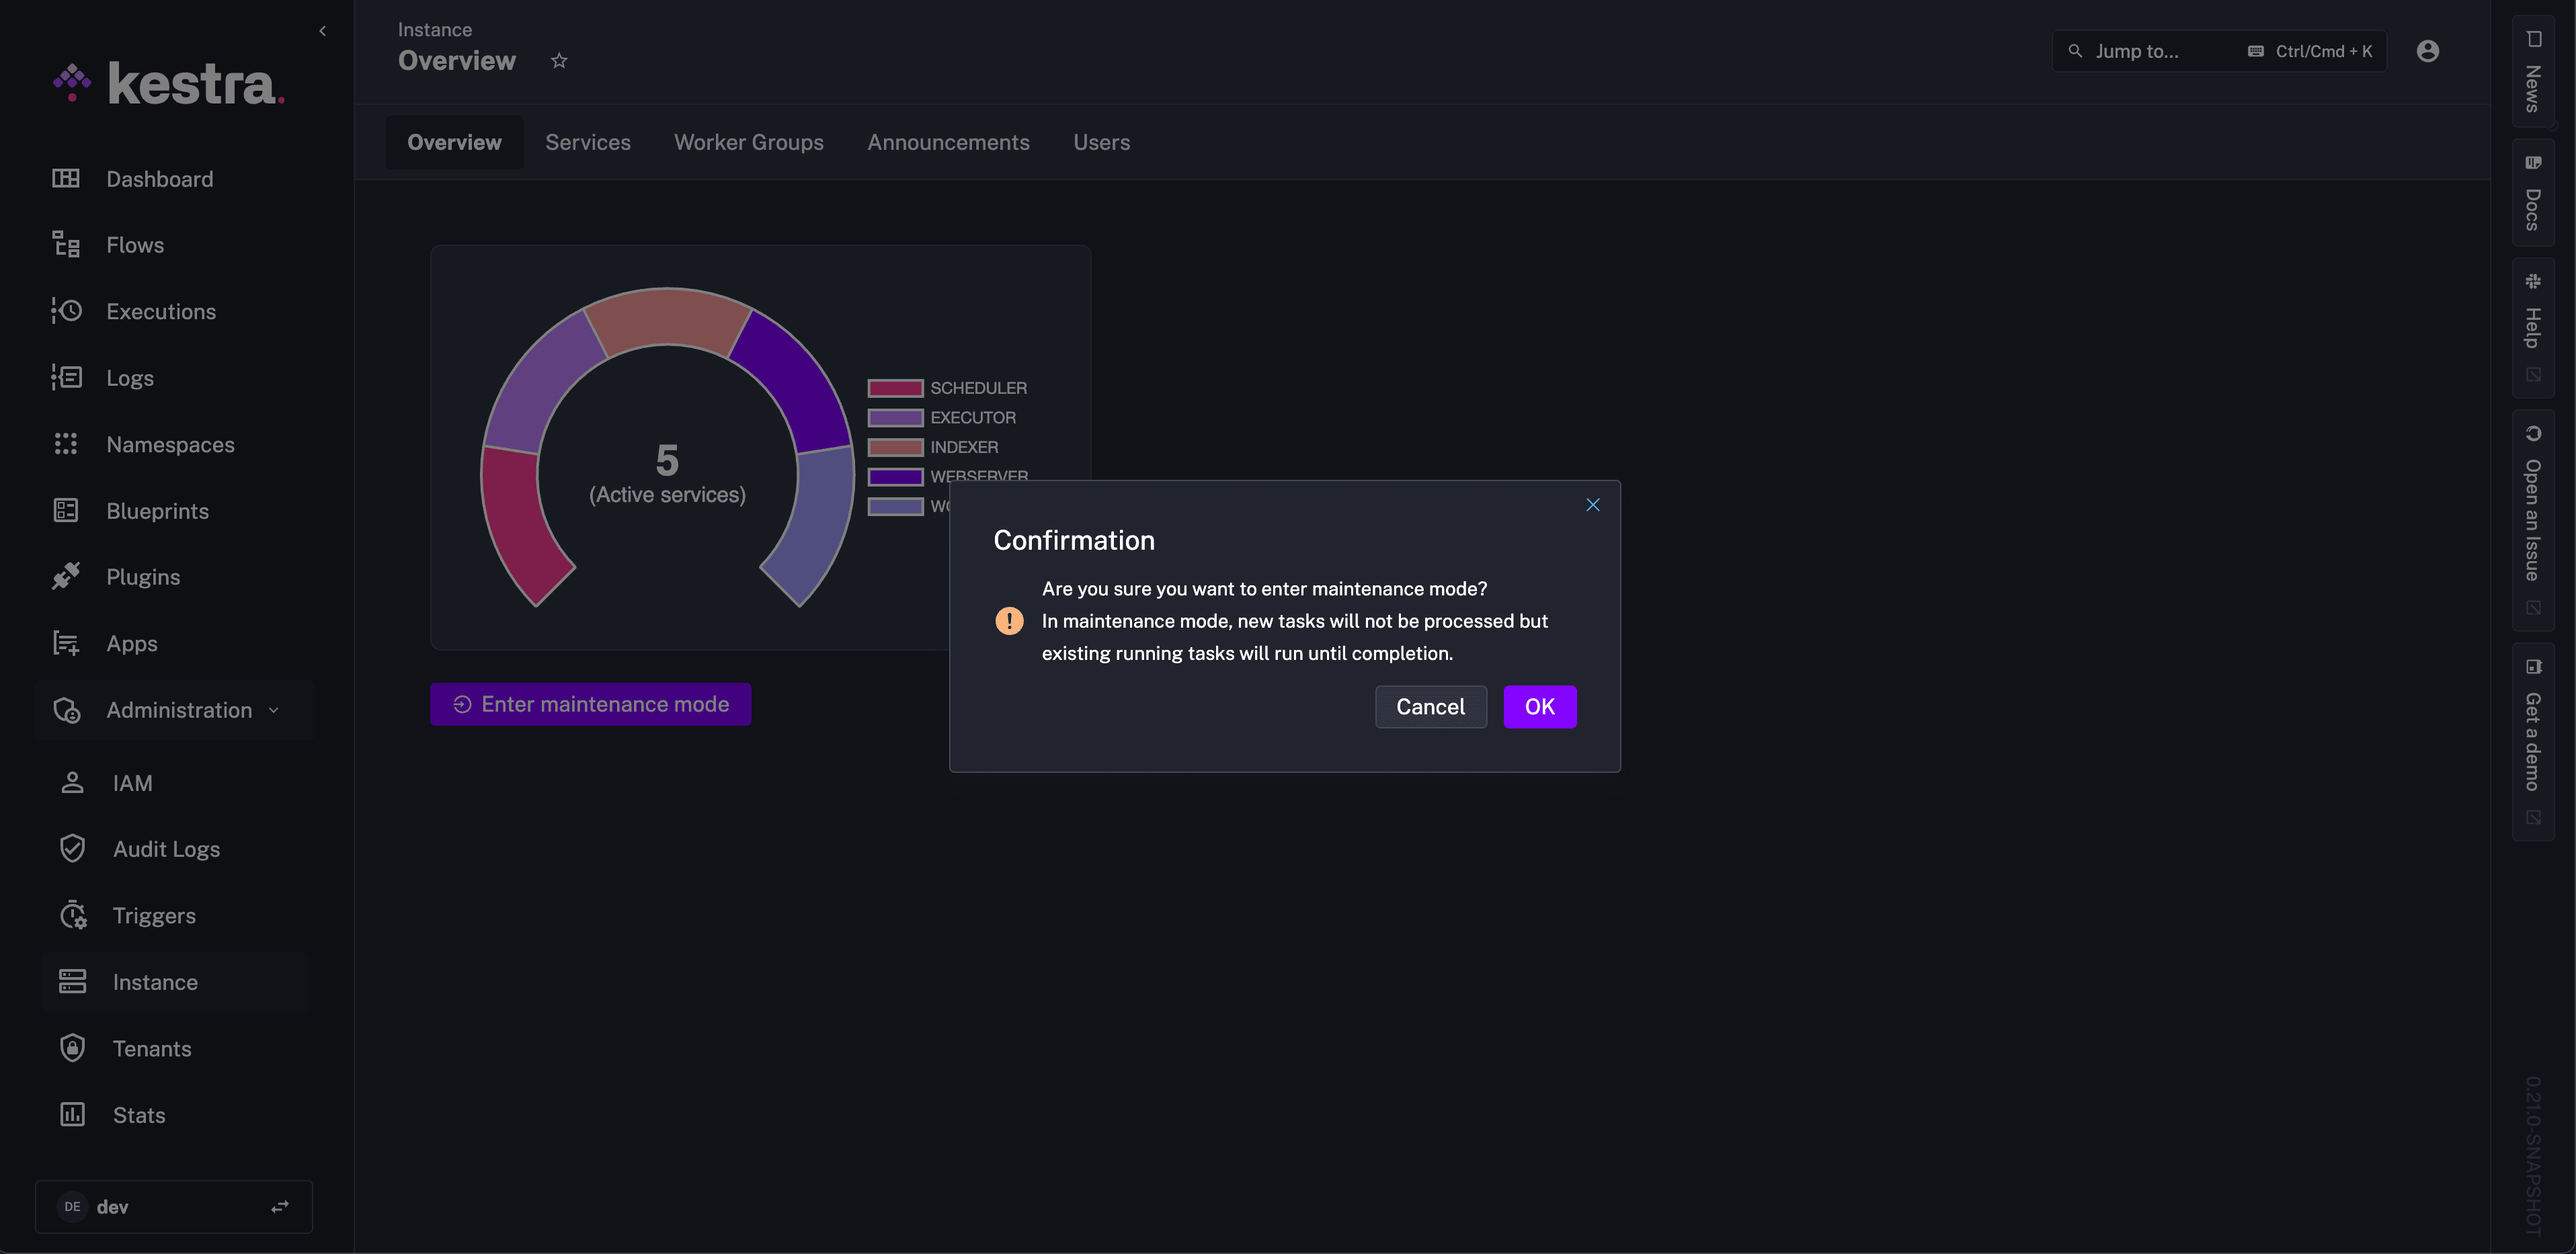 kestra.
Dashboard
Flows
Executions
Logs
Namespaces
Blueprints
Plugins
Apps
Administration
IAM
Audit Logs
Triggers
Instance
Tenants
Stats
DE dev
Instance
Overview
Jump to... Ctrl/Cmd + K
Overview Services Worker Groups Announcements Users
5
(Active services)
SCHEDULER
EXECUTOR
INDEXER
WEBSERVER
Enter maintenance mode
Confirmation
Are you sure you want to enter maintenance mode?
In maintenance mode, new tasks will not be processed but
existing running tasks will run until completion.
Cancel OK
News
Docs
Help
Open an Issue
Get a demo
0.21.0-SNAPSHOT